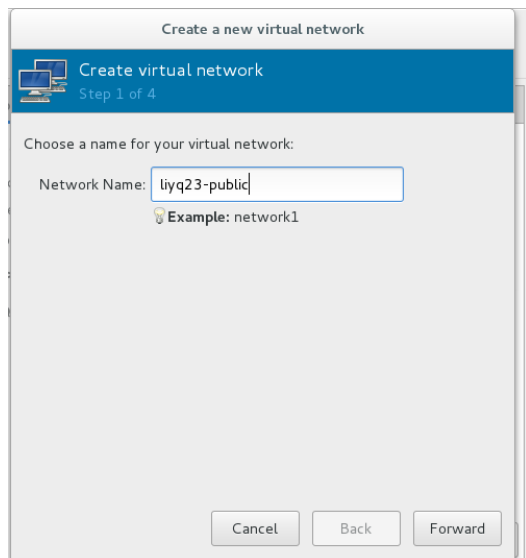 Create a new virtual network
Create virtual network
Step 1 of 4
Choose a name for your virtual network:
Network Name: liyq23-public
Example: network1
Cancel Back Forward